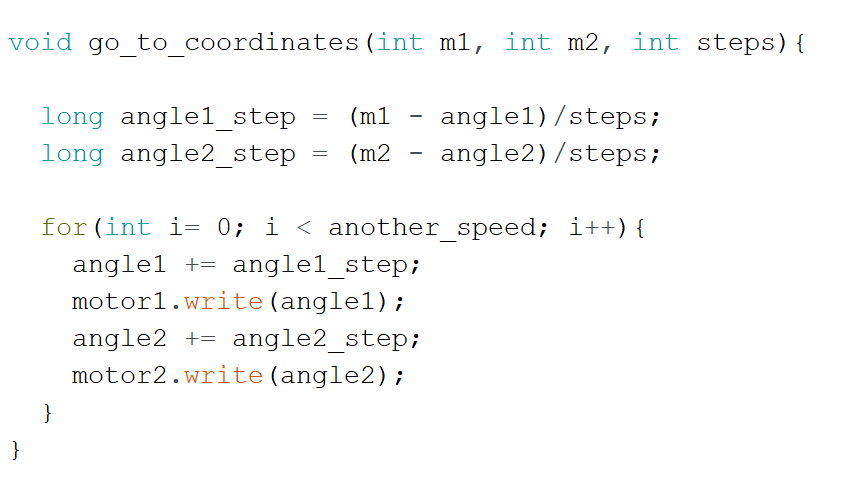 void go_to_coordinates(int m1, int m2, int steps){
long angle1_step = (m1 - angle1)/steps;
long angle2_step = (m2 - angle2)/steps;
for(int i= 0; i < another_speed; i++){
angle1 += angle1_step;
motor1.write(angle1);
angle2 += angle2_step;
motor2.write(angle2);
}
}